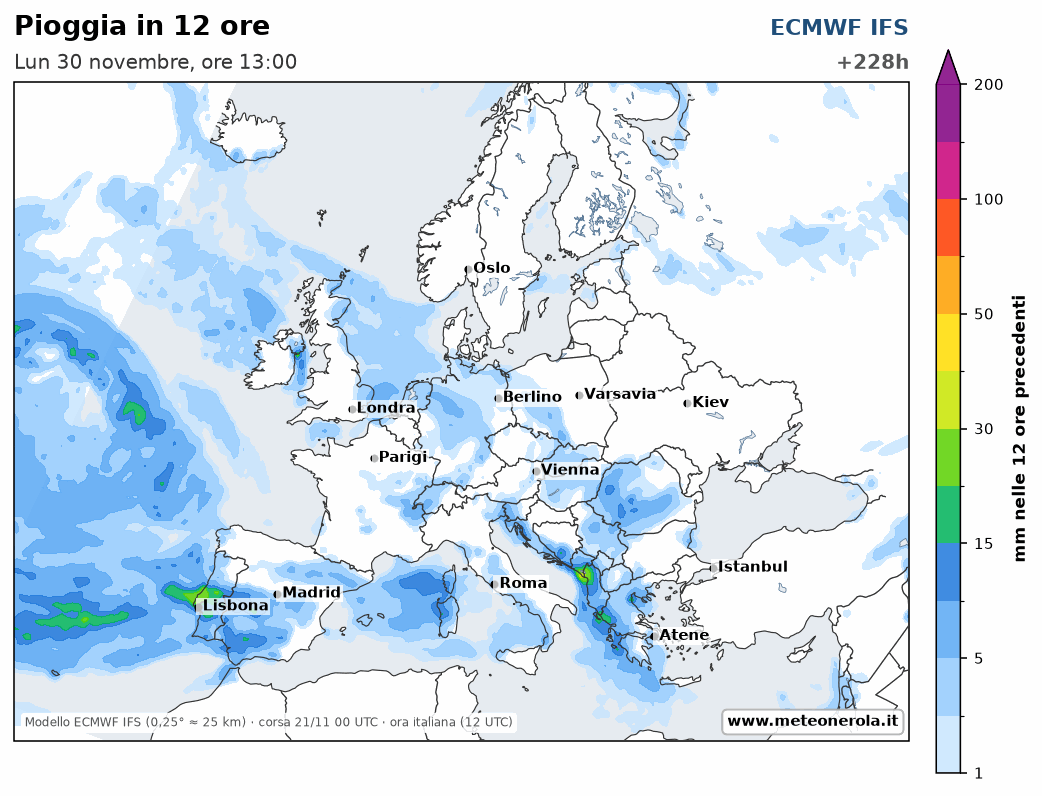 Pioggia in 12 ore
ECMWF IFS
Lun 30 novembre, ore 13:00
+228h
200
100
50
30
15
5
1
mm nelle 12 ore precedenti
Oslo
Londra
Berlino
Varsavia
Kiev
Parigi
Vienna
Istanbul
Roma
Madrid
Lisbona
Atene
Modello ECMWF IFS (0,25° ≈ 25 km) · corsa 21/11 00 UTC · ora italiana (12 UTC)
www.meteonerola.it